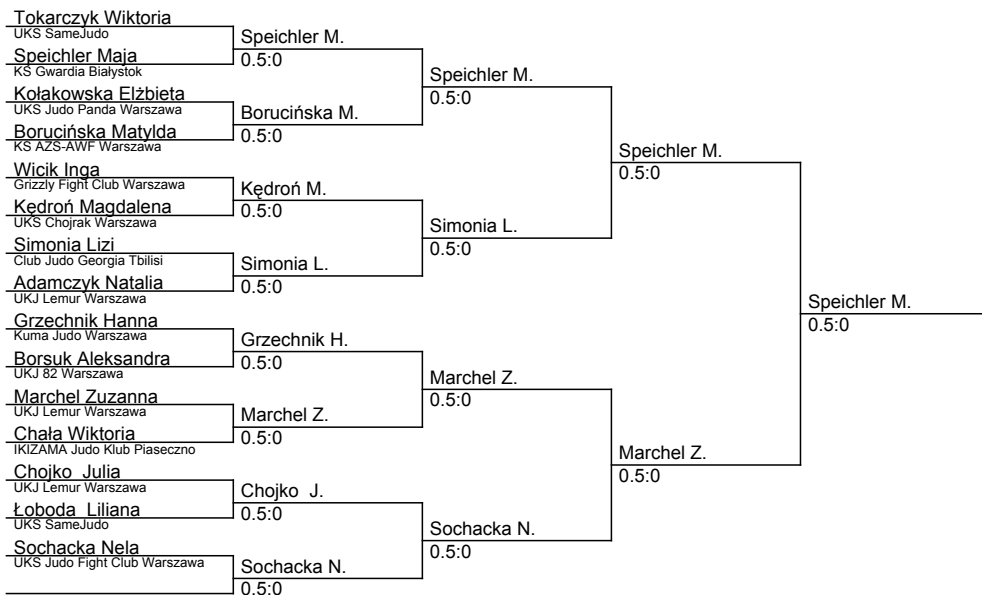 Tokarczyk Wiktoria
UKS SameJudo
Speichler Maja
KS Gwardia Białystok
Kołakowska Elżbieta
UKS Judo Panda Warszawa
Borucińska Matylda
KS AZS-AWF Warszawa
Wicik Inga
Grizzly Fight Club Warszawa
Kędroń Magdalena
UKS Chojrak Warszawa
Simonia Lizi
Club Judo Georgia Tbilisi
Adamczyk Natalia
UKJ Lemur Warszawa
Grzechnik Hanna
Kuma Judo Warszawa
Borsuk Aleksandra
UKJ 82 Warszawa
Marchel Zuzanna
UKJ Lemur Warszawa
Chała Wiktoria
IKIZAMA Judo Klub Piaseczno
Chojko  Julia
UKJ Lemur Warszawa
Łoboda  Liliana
UKS SameJudo
Sochacka Nela
UKS Judo Fight Club Warszawa
Speichler M.
0.5:0
Borucińska M.
0.5:0
Kędroń M.
0.5:0
Simonia L.
0.5:0
Grzechnik H.
0.5:0
Marchel Z.
0.5:0
Chojko  J.
0.5:0
Sochacka N.
0.5:0
Speichler M.
0.5:0
Simonia L.
0.5:0
Marchel Z.
0.5:0
Sochacka N.
0.5:0
Speichler M.
0.5:0
Marchel Z.
0.5:0
Speichler M.
0.5:0